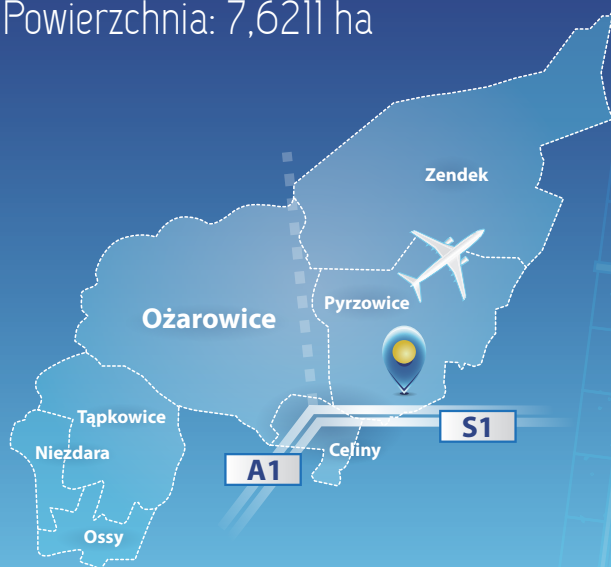 Powierzchnia: 7,6211 ha
Zendek
Pyrzowice
Ożarowice
Tąpkowice
S1
Niezdara
Celiny
A1
Ossy